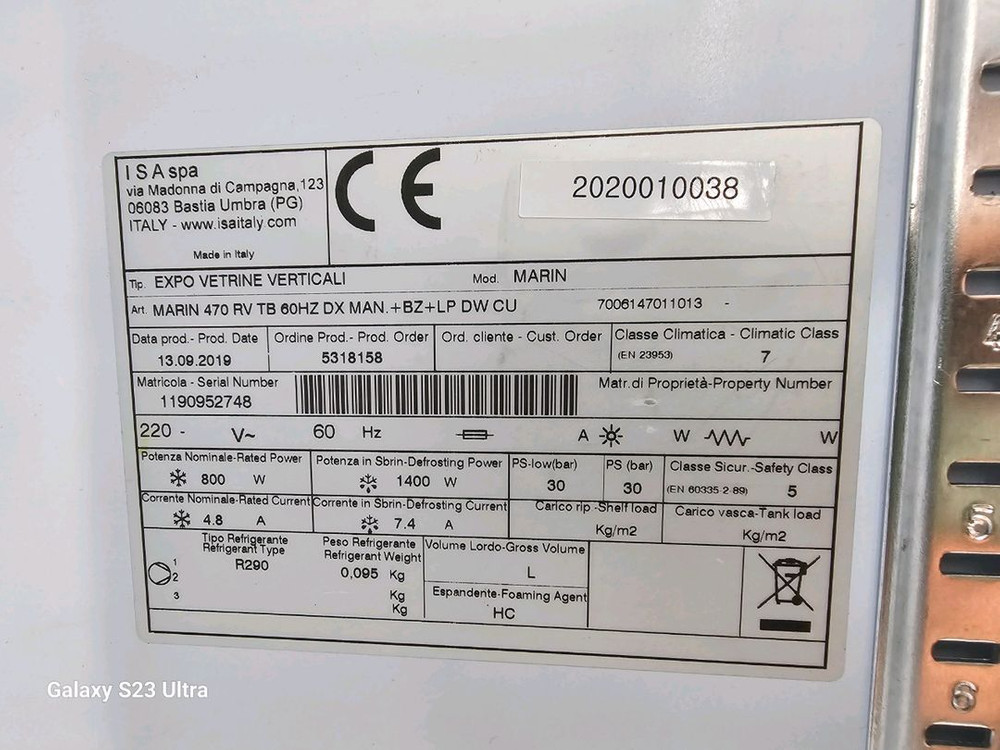 I S A spa
via Madonna di Campagna,123
06083 Bastia Umbra (PG)
ITALY - www.isaitaly.com
Made in Italy
CE
2020010038
Tip. EXPO VETRINE VERTICALI Mod. MARIN
Art. MARIN 470 RV TB 60HZ DX MAN.+BZ+LP DW CU 7006147011013 -
Data prod.- Prod. Date Ordine Prod.- Prod. Order Ord. cliente - Cust. Order Classe Climatica - Climatic Class
13.09.2019 5318158 (EN 23953) 7
Matricola - Serial Number Matr.di Proprietà-Property Number
1190952748
220 - V~ 60 Hz A W W
Potenza Nominale-Rated Power Potenza in Sbrin-Defrosting Power PS-low(bar) PS (bar) Classe Sicur.-Safety Class
800 W 1400 W 30 30 (EN 60335-2-89) 5
Corrente Nominale-Rated Current Corrente in Sbrin-Defrosting Current Carico rip -Shelf load Carico vasca-Tank load
4.8 A 7.4 A Kg/m2 Kg/m2
Tipo Refrigerante Peso Refrigerante Volume Lordo-Gross Volume
Refrigerant Type Refrigerant Weight
1 R290 0,095 Kg L
2 Kg Espandente-Foaming Agent
3 Kg HC
4
5
6
Galaxy S23 Ultra